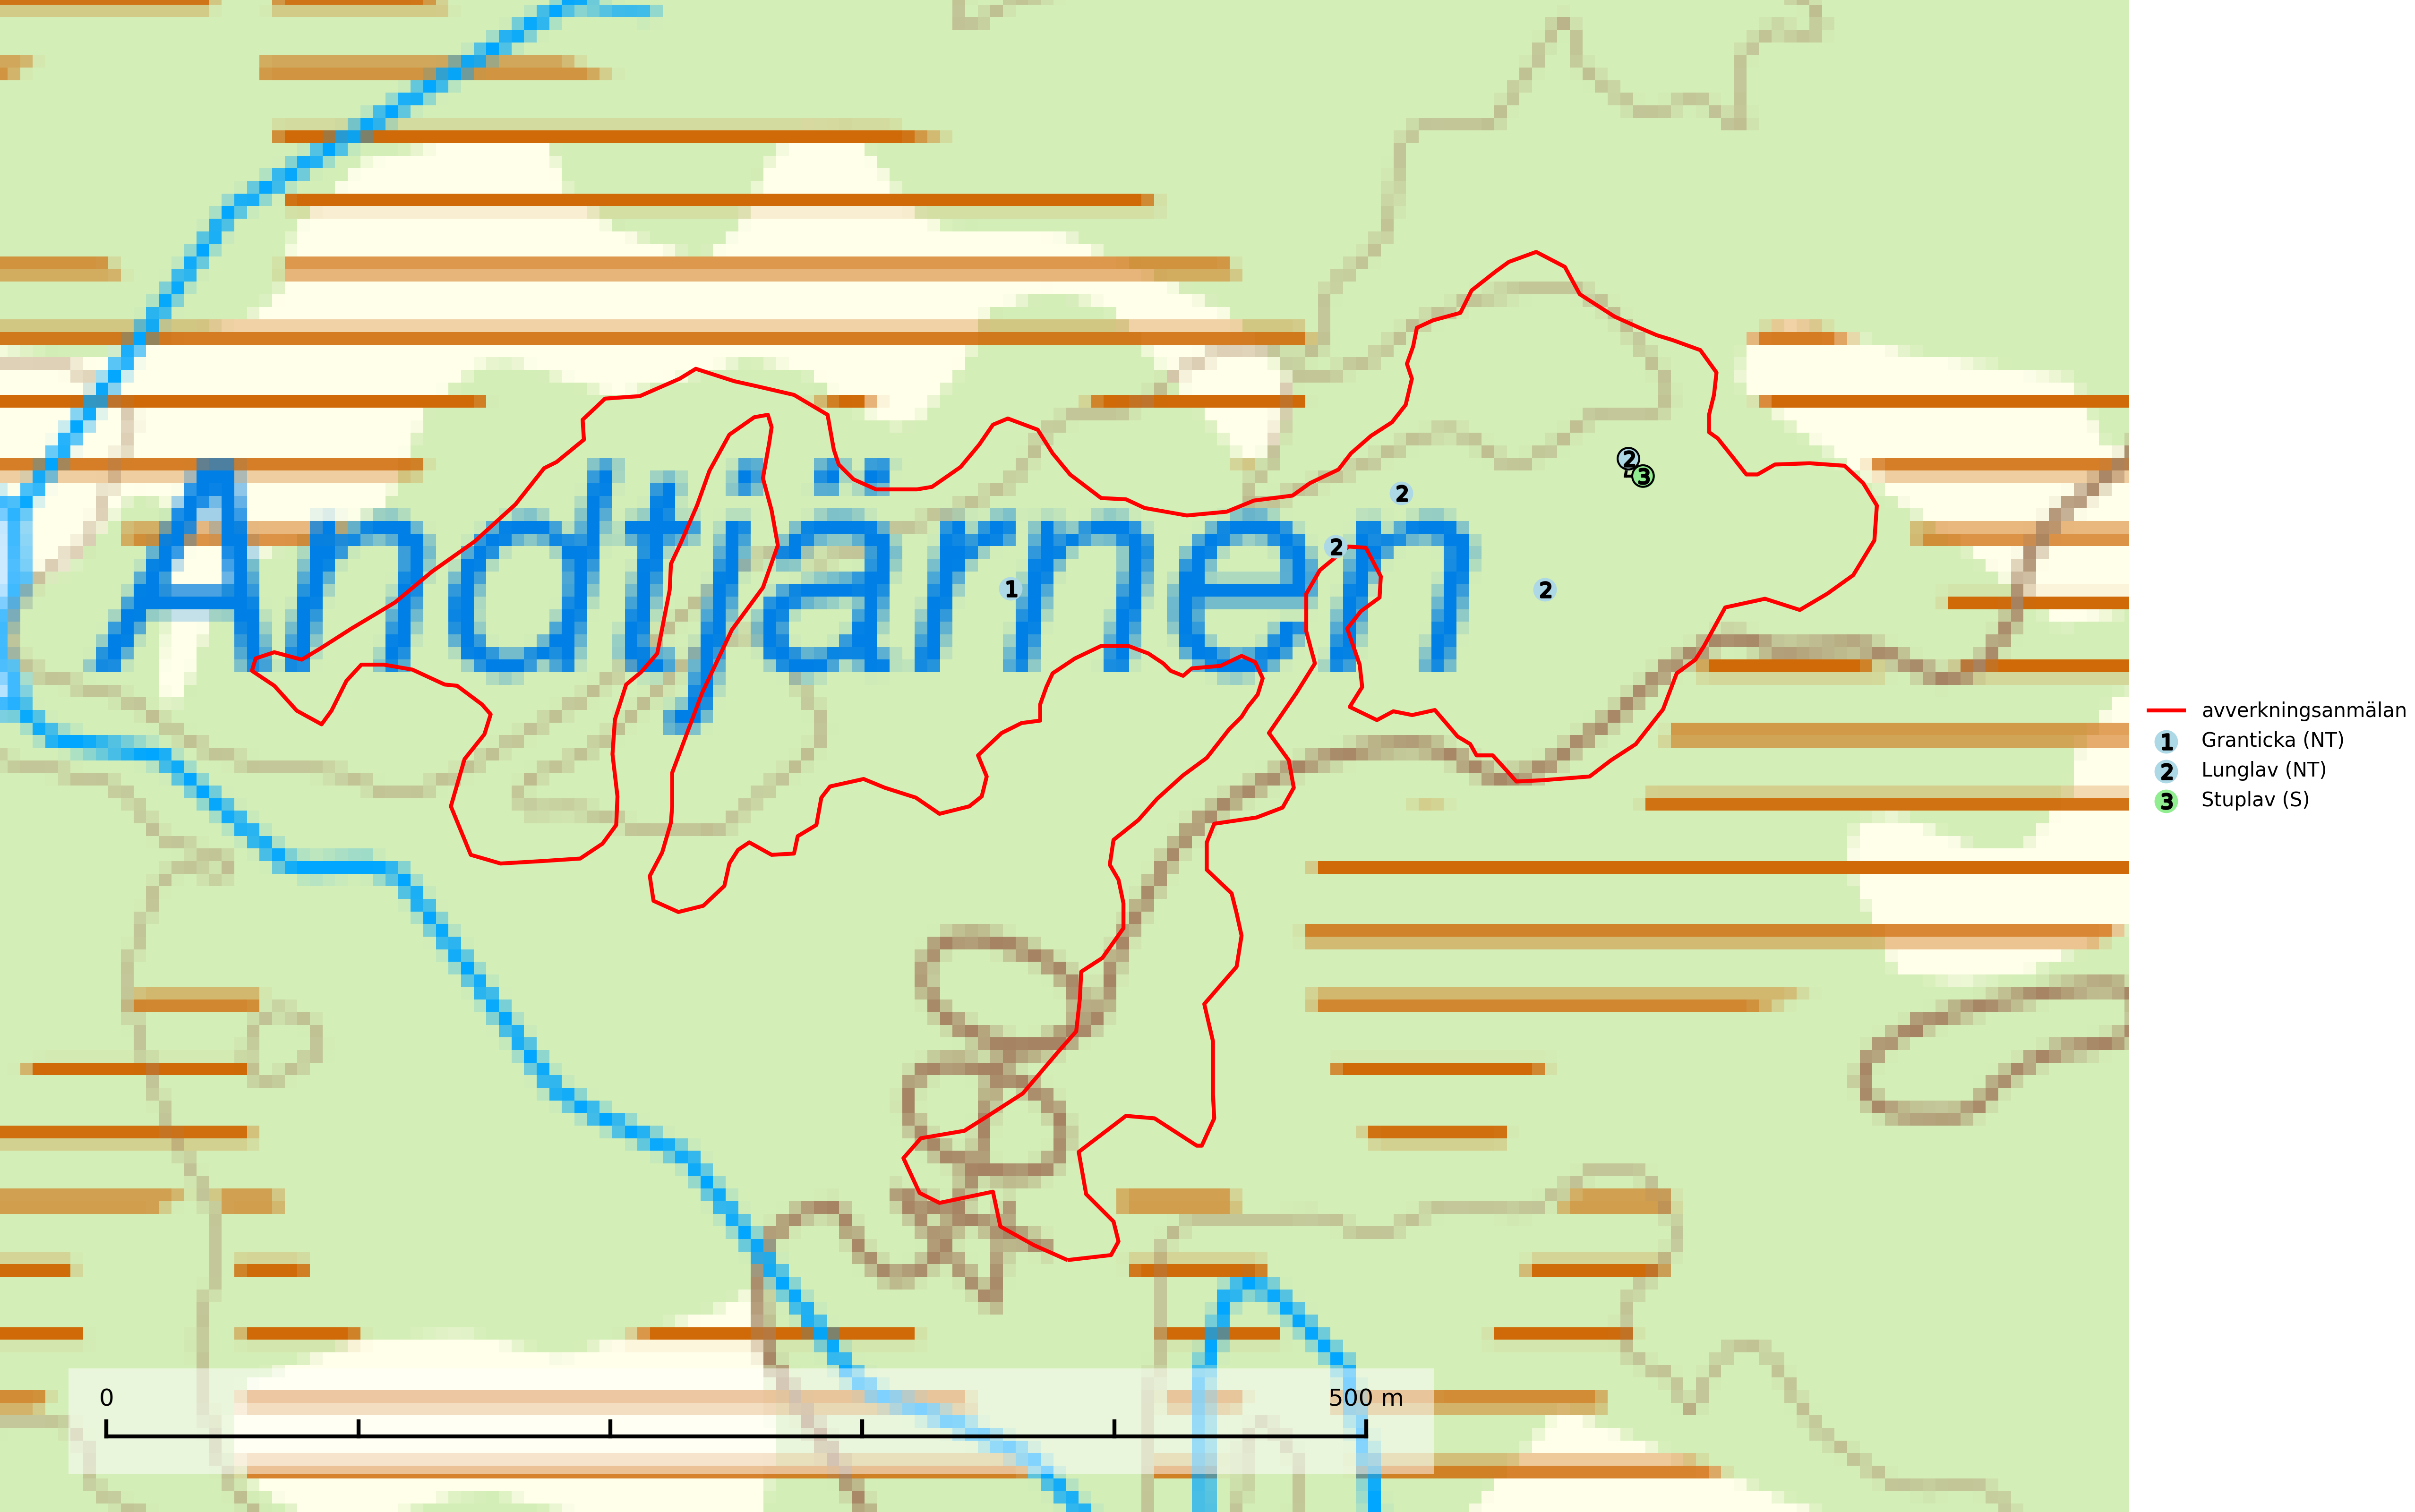 2
3
2
2
Andtjärnen
1
2
avverkningsanmälan
1 Granticka (NT)
2 Lunglav (NT)
3 Stuplav (S)
0 500 m